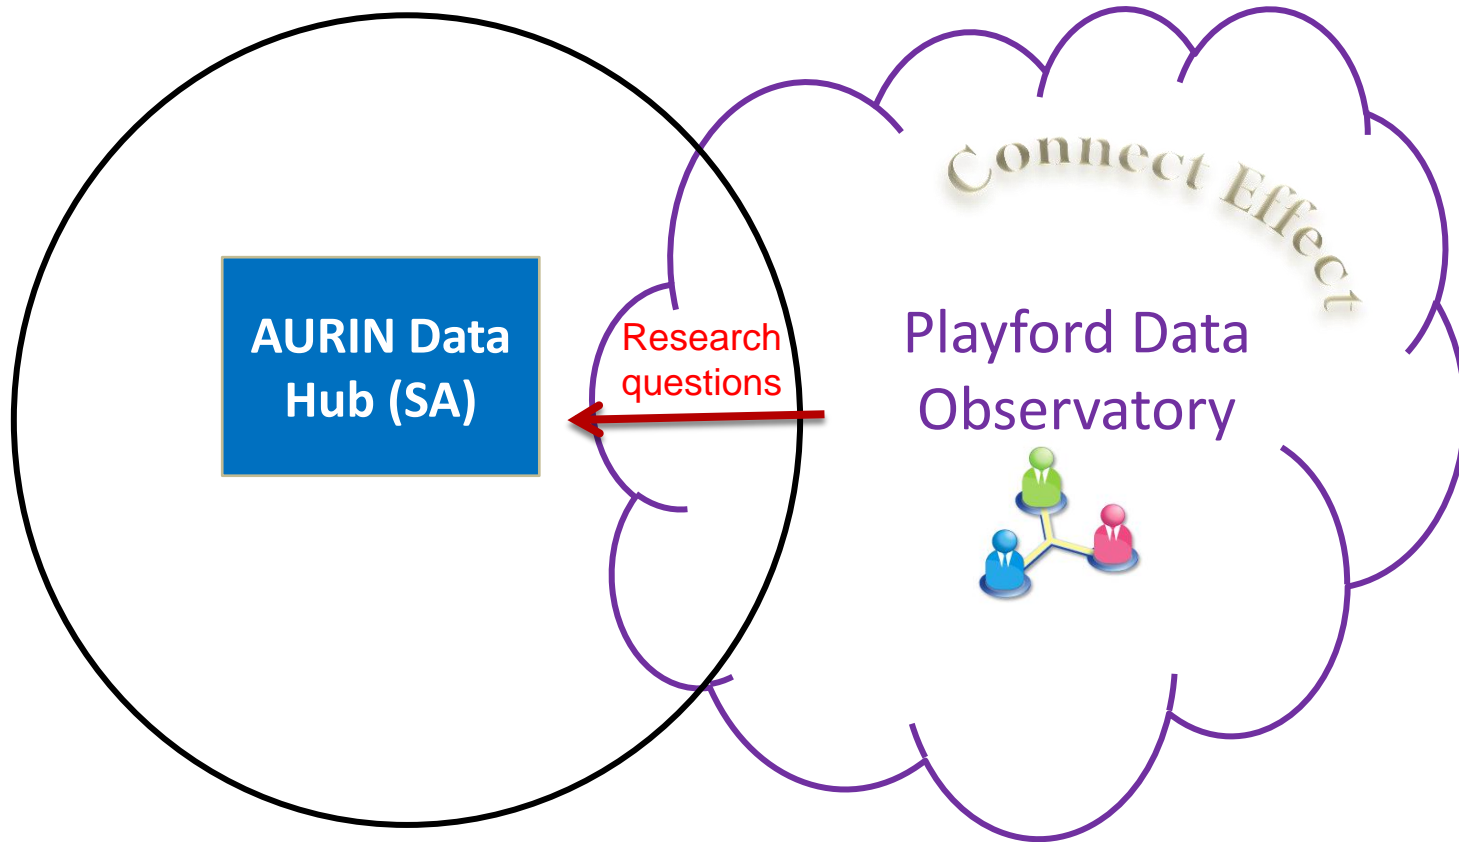 Connect Effect
AURIN Data
Hub (SA)
Research
questions
Playford Data
Observatory